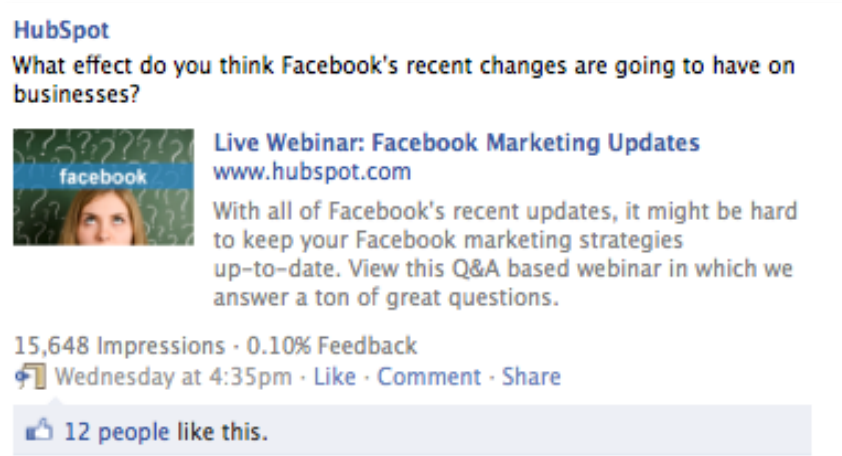 HubSpot
What effect do you think Facebook's recent changes are going to have on
businesses?
facebook
Live Webinar: Facebook Marketing Updates
www.hubspot.com
With all of Facebook's recent updates, it might be hard
to keep your Facebook marketing strategies
up-to-date. View this Q&A based webinar in which we
answer a ton of great questions.
15,648 Impressions · 0.10% Feedback
Wednesday at 4:35pm · Like · Comment · Share
12 people like this.